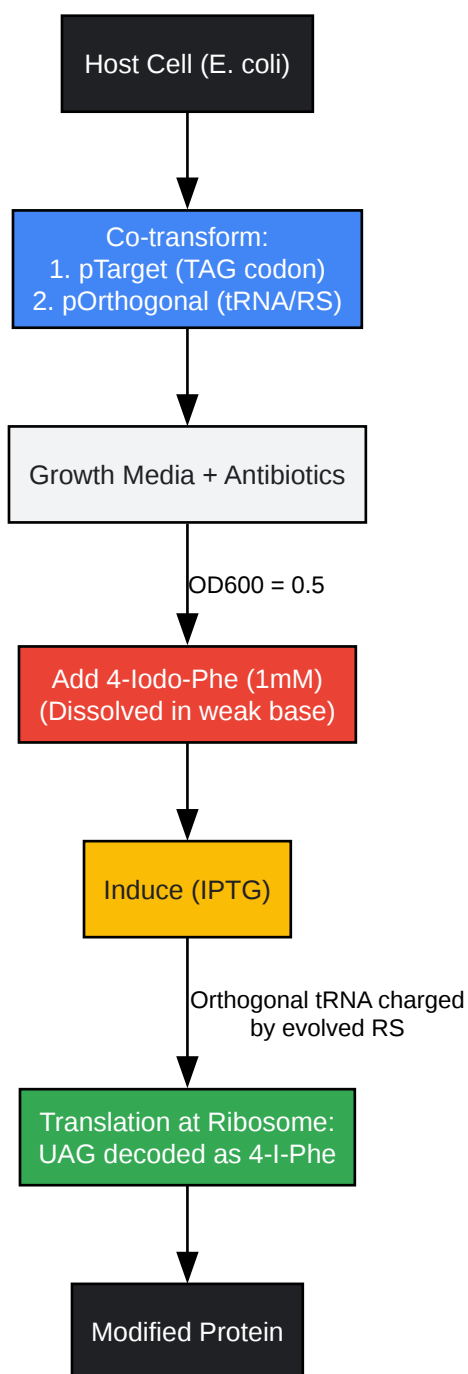 Host Cell (E. coli)
Co-transform:
1. pTarget (TAG codon)
2. pOrthogonal (tRNA/RS)
Growth Media + Antibiotics
OD600 = 0.5
Add 4-Iodo-Phe (1mM)
(Dissolved in weak base)
Induce (IPTG)
Orthogonal tRNA charged
by evolved RS
Translation at Ribosome:
UAG decoded as 4-I-Phe
Modified Protein